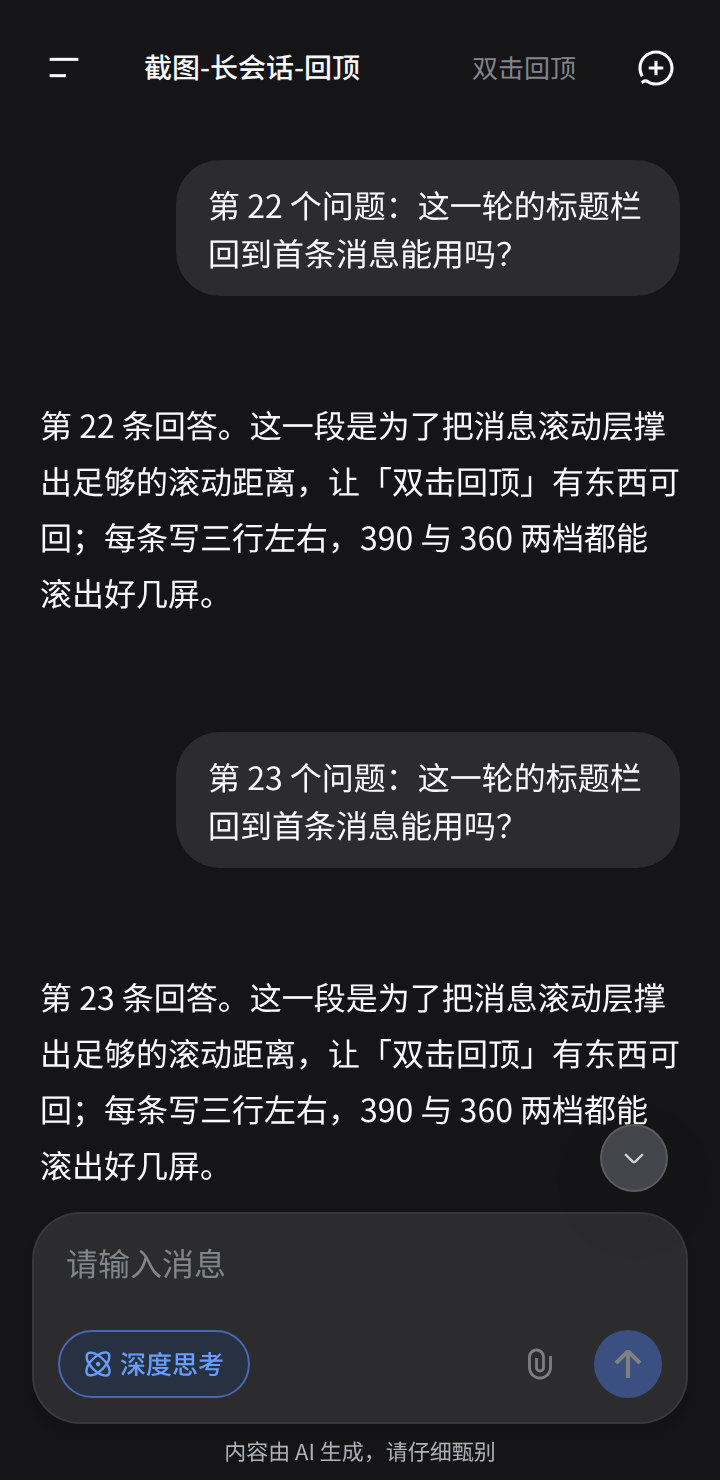 截图-长会话-回顶
双击回顶
第 22 个问题：这一轮的标题栏
回到首条消息能用吗？
第 22 条回答。这一段是为了把消息滚动层撑
出足够的滚动距离，让「双击回顶」有东西可
回；每条写三行左右，390 与 360 两档都能
滚出好几屏。
第 23 个问题：这一轮的标题栏
回到首条消息能用吗？
第 23 条回答。这一段是为了把消息滚动层撑
出足够的滚动距离，让「双击回顶」有东西可
回；每条写三行左右，390 与 360 两档都能
滚出好几屏。
请输入消息
深度思考
内容由 AI 生成，请仔细甄别